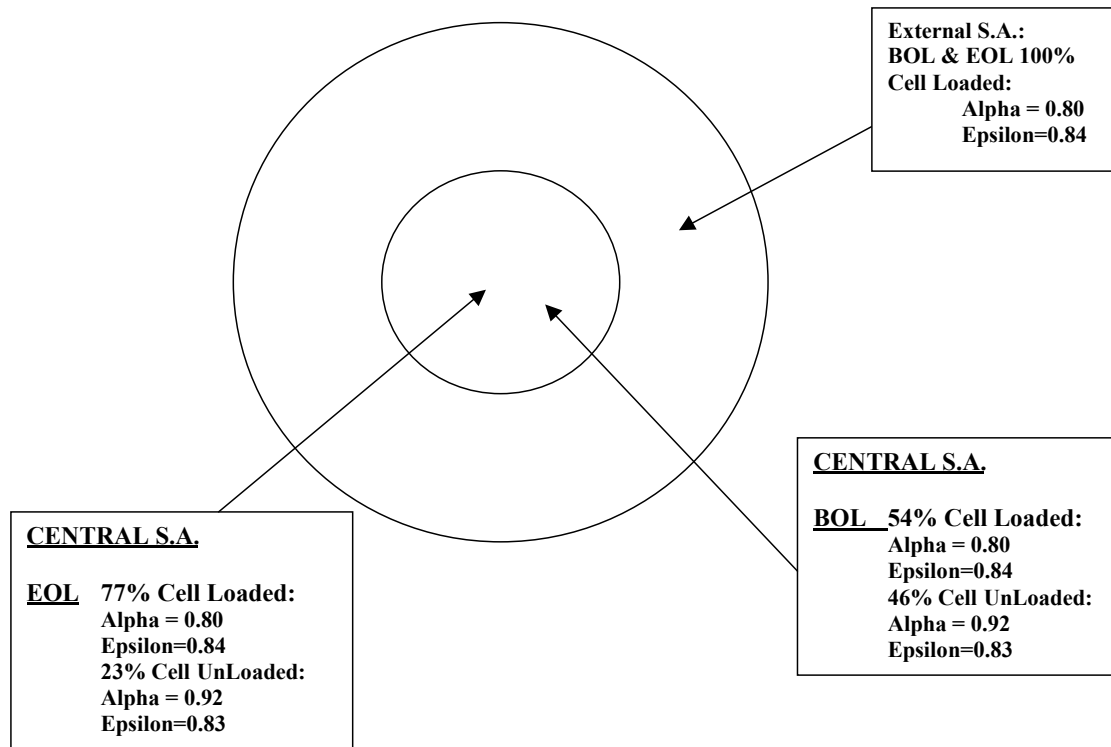 External S.A.:
BOL & EOL 100%
Cell Loaded:
Alpha = 0.80
Epsilon=0.84
CENTRAL S.A.
EOL 77% Cell Loaded:
Alpha = 0.80
Epsilon=0.84
23% Cell UnLoaded:
Alpha = 0.92
Epsilon=0.83
CENTRAL S.A.
BOL 54% Cell Loaded:
Alpha = 0.80
Epsilon=0.84
46% Cell UnLoaded:
Alpha = 0.92
Epsilon=0.83